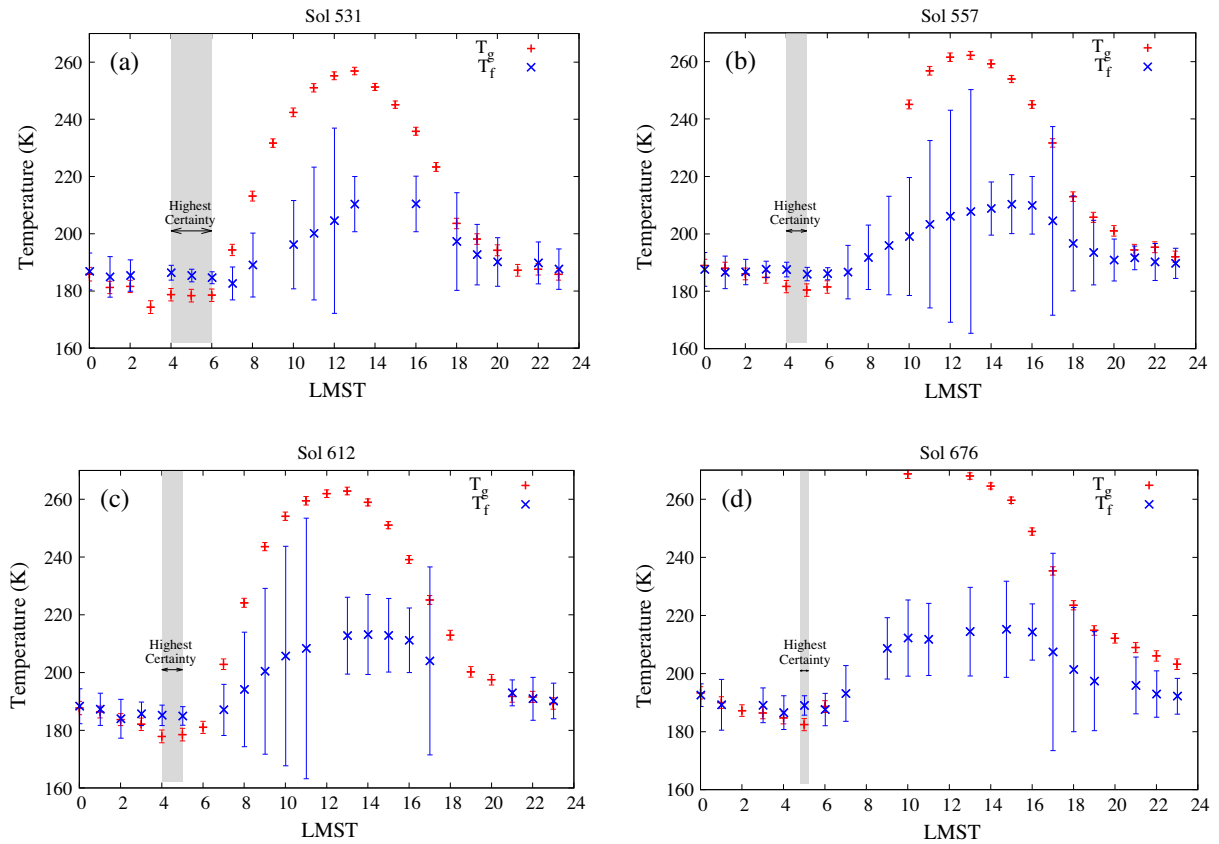 Sol 531
(a)
T_g
T_f
Highest
Certainty
Temperature (K)
260
240
220
200
180
160
0 2 4 6 8 10 12 14 16 18 20 22 24
LMST
Sol 557
(b)
T_g
T_f
Highest
Certainty
Temperature (K)
260
240
220
200
180
160
0 2 4 6 8 10 12 14 16 18 20 22 24
LMST
Sol 612
(c)
T_g
T_f
Highest
Certainty
Temperature (K)
260
240
220
200
180
160
0 2 4 6 8 10 12 14 16 18 20 22 24
LMST
Sol 676
(d)
T_g
T_f
Highest
Certainty
Temperature (K)
260
240
220
200
180
160
0 2 4 6 8 10 12 14 16 18 20 22 24
LMST